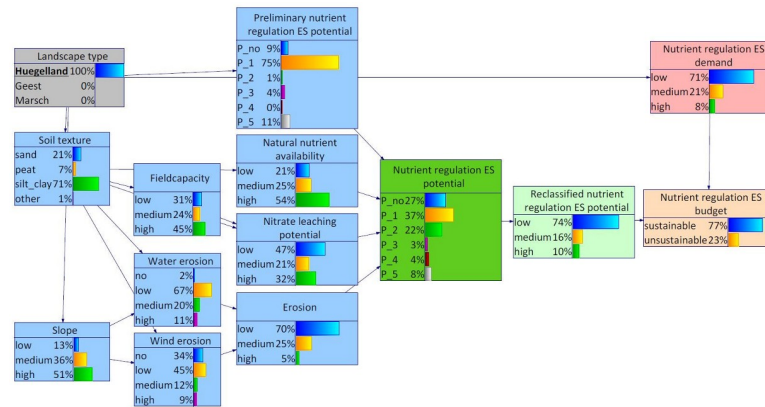 Landscape type
Huegelland 100%
Geest 0%
Marsch 0%
Preliminary nutrient
regulation ES potential
P_no 9%
P_1 75%
P_2 1%
P_3 4%
P_4 0%
P_5 11%
Nutrient regulation ES
demand
low 71%
medium 21%
high 8%
Soil texture
sand 21%
peat 7%
silt_clay 71%
other 1%
Fieldcapacity
low 31%
medium 24%
high 45%
Natural nutrient
availability
low 21%
medium 25%
high 54%
Nitrate leaching
potential
low 47%
medium 21%
high 32%
Nutrient regulation ES
potential
P_no 27%
P_1 37%
P_2 22%
P_3 3%
P_4 4%
P_5 8%
Reclassified nutrient
regulation ES potential
low 74%
medium 16%
high 10%
Nutrient regulation ES
budget
sustainable 77%
unsustainable 23%
Water erosion
no 2%
low 67%
medium 20%
high 11%
Erosion
low 70%
medium 25%
high 5%
Slope
low 13%
medium 36%
high 51%
Wind erosion
no 34%
low 45%
medium 12%
high 9%